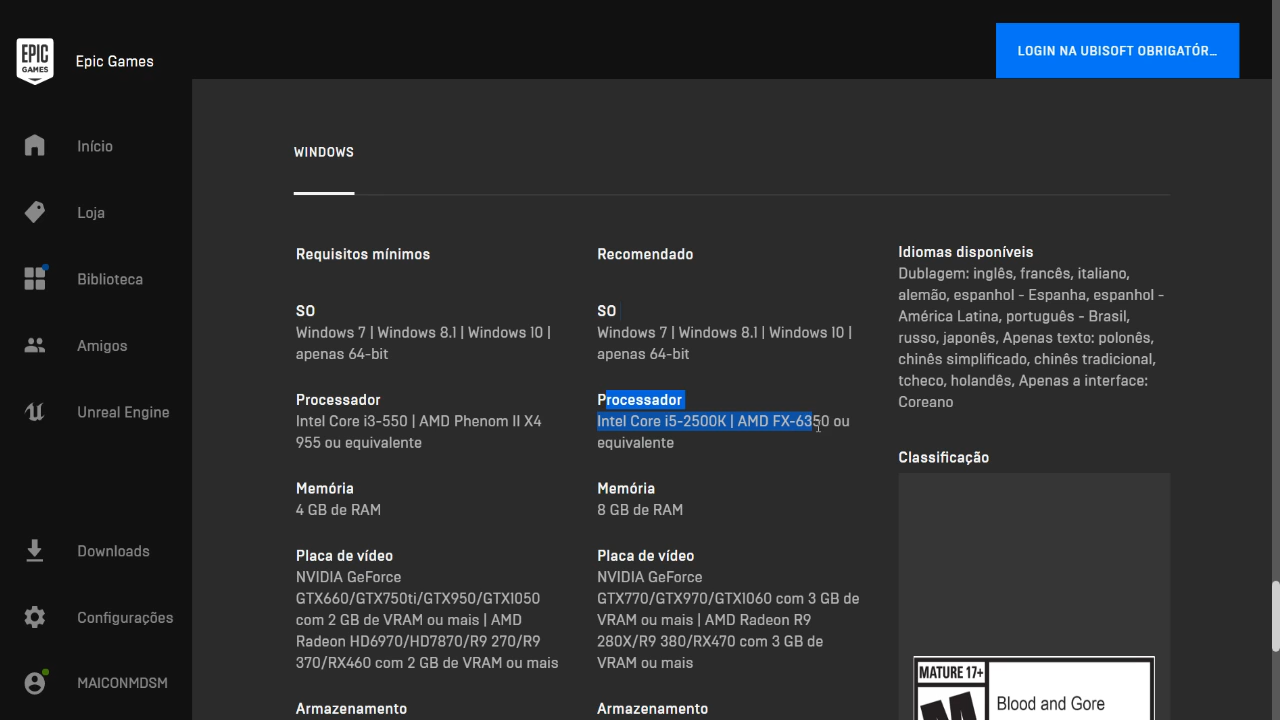 EPIC
GAMES
Epic Games
LOGIN NA UBISOFT OBRIGATÓR...
Início
Loja
Biblioteca
Amigos
Unreal Engine
Downloads
Configurações
MAICONMDSM
WINDOWS
Requisitos mínimos
SO
Windows 7 | Windows 8.1 | Windows 10 |
apenas 64-bit
Processador
Intel Core i3-550 | AMD Phenom II X4
955 ou equivalente
Memória
4 GB de RAM
Placa de vídeo
NVIDIA GeForce
GTX660/GTX750ti/GTX950/GTX1050
com 2 GB de VRAM ou mais | AMD
Radeon HD6970/HD7870/R9 270/R9
370/RX460 com 2 GB de VRAM ou mais
Armazenamento
Recomendado
SO
Windows 7 | Windows 8.1 | Windows 10 |
apenas 64-bit
Processador
Intel Core i5-2500K | AMD FX-6350 ou
equivalente
Memória
8 GB de RAM
Placa de vídeo
NVIDIA GeForce
GTX770/GTX970/GTX1060 com 3 GB de
VRAM ou mais | AMD Radeon R9
280X/R9 380/RX470 com 3 GB de
VRAM ou mais
Armazenamento
Idiomas disponíveis
Dublagem: inglês, francês, italiano,
alemão, espanhol - Espanha, espanhol -
América Latina, português - Brasil,
russo, japonês, Apenas texto: polonês,
chinês simplificado, chinês tradicional,
tcheco, holandês, Apenas a interface:
Coreano
Classificação
MATURE 17+
Blood and Gore